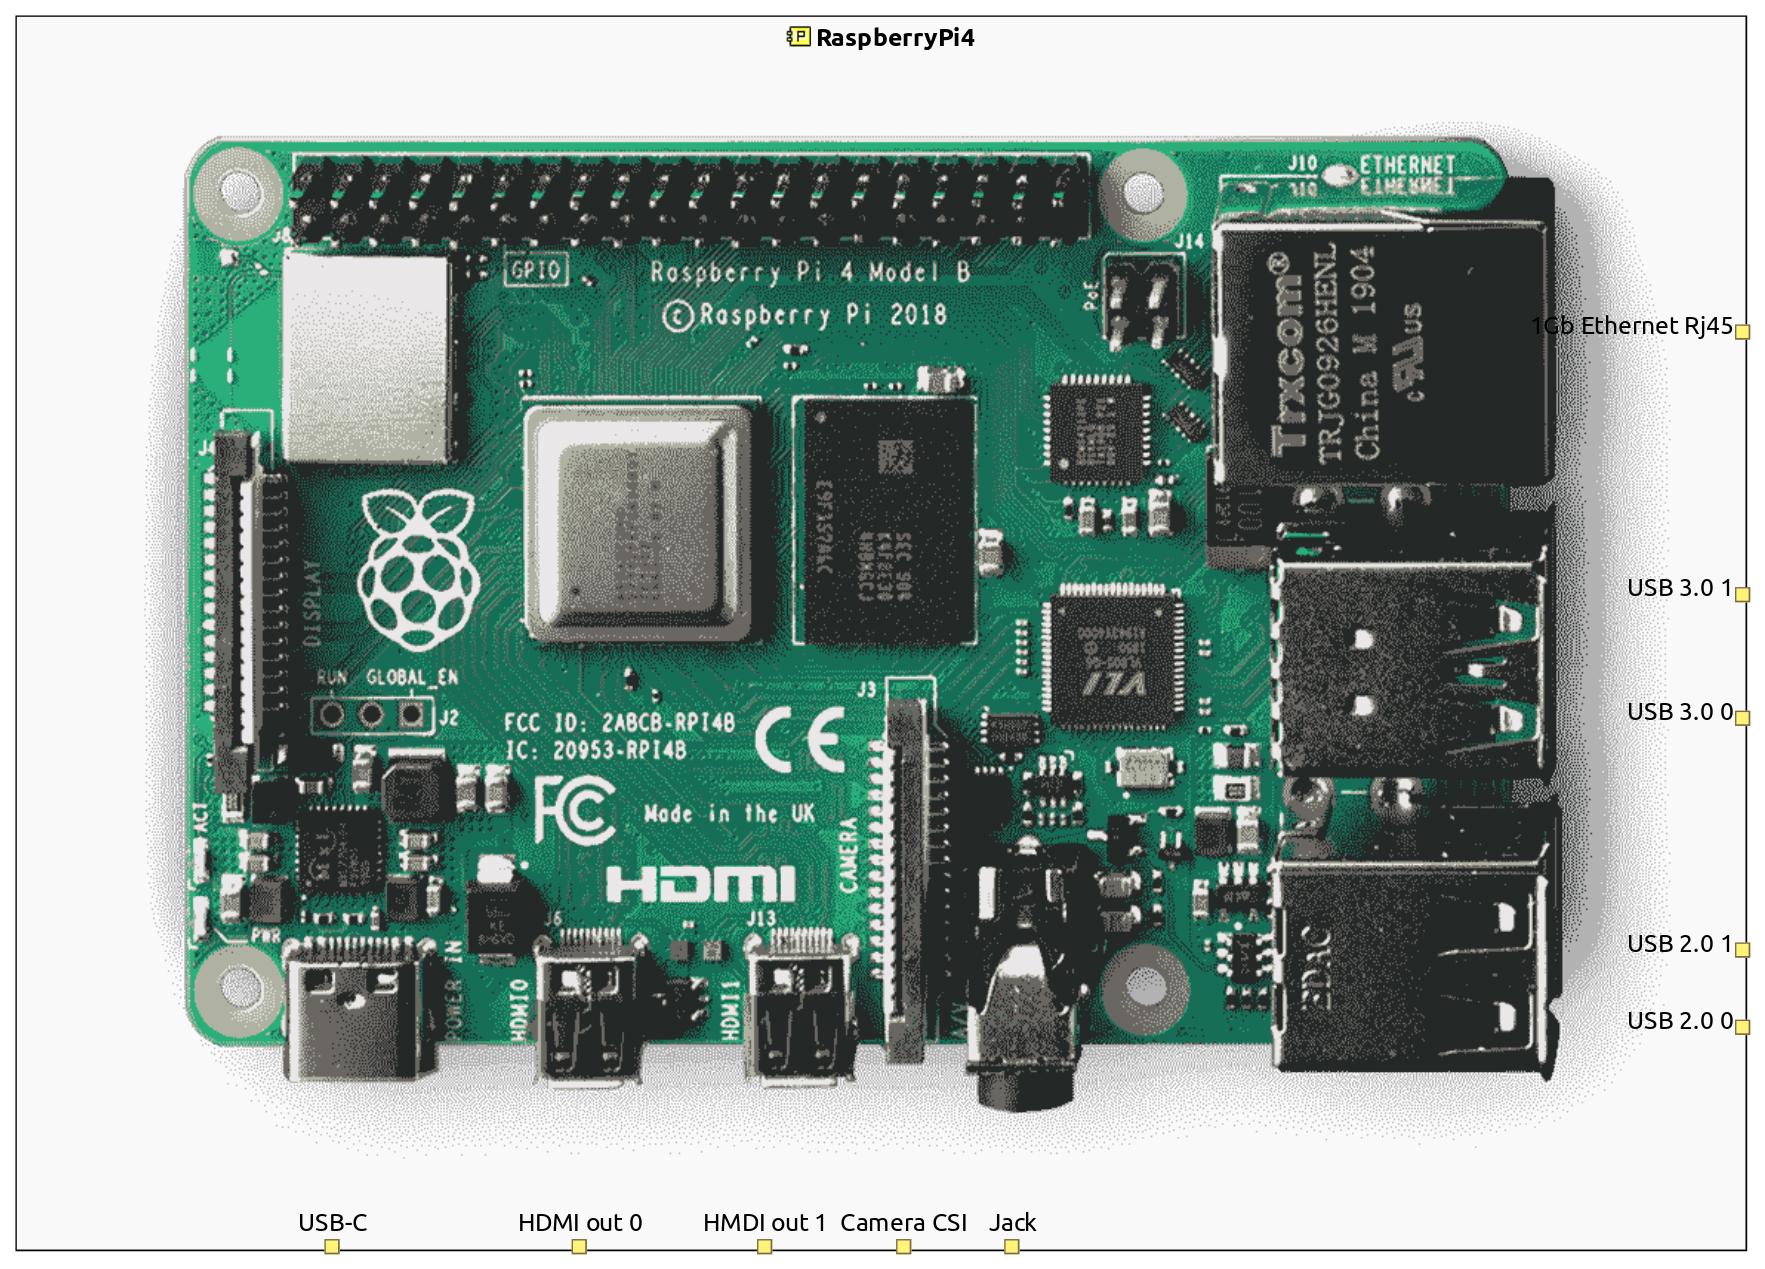 RaspberryPi4
J10
ETHERNET
J8
J14
GPIO
Raspberry Pi 4 Model B
©Raspberry Pi 2018
PoE
Trxcom®
TRJG0926HENL
China M 1904
c us
1Gb Ethernet Rj45
DISPLAY
USB 3.0 1
RUN GLOBAL_EN
J2
J3
VLI
USB 3.0 0
FCC ID: 2ABCB-RPI4B
IC: 20953-RPI4B
CE
FC
Made in the UK
ACT
CAMERA
HDMI
J6
J13
PWR
POWER IN
HDMI0
HDMI1
A/V
EDAC
USB 2.0 1
USB 2.0 0
USB-C
HDMI out 0
HMDI out 1
Camera CSI
Jack